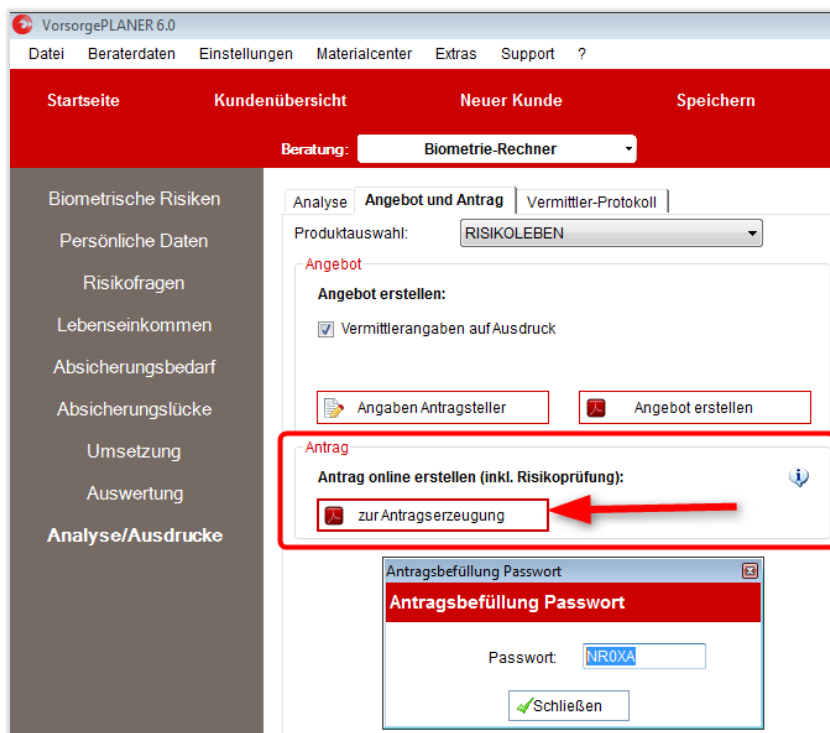 VorsorgePLANER 6.0
Datei Beraterdaten Einstellungen Materialcenter Extras Support ?
Startseite Kundenübersicht Neuer Kunde Speichern
Beratung: Biometrie-Rechner
Biometrische Risiken
Persönliche Daten
Risikofragen
Lebenseinkommen
Absicherungsbedarf
Absicherungslücke
Umsetzung
Auswertung
Analyse/Ausdrucke
Analyse Angebot und Antrag Vermittler-Protokoll
Produktauswahl: RISIKOLEBEN
Angebot
Angebot erstellen:
Vermittlerangaben auf Ausdruck
Angaben Antragsteller Angebot erstellen
Antrag
Antrag online erstellen (inkl. Risikoprüfung):
zur Antragserzeugung
Antragsbefüllung Passwort
Antragsbefüllung Passwort
Passwort: NR0XA
Schließen